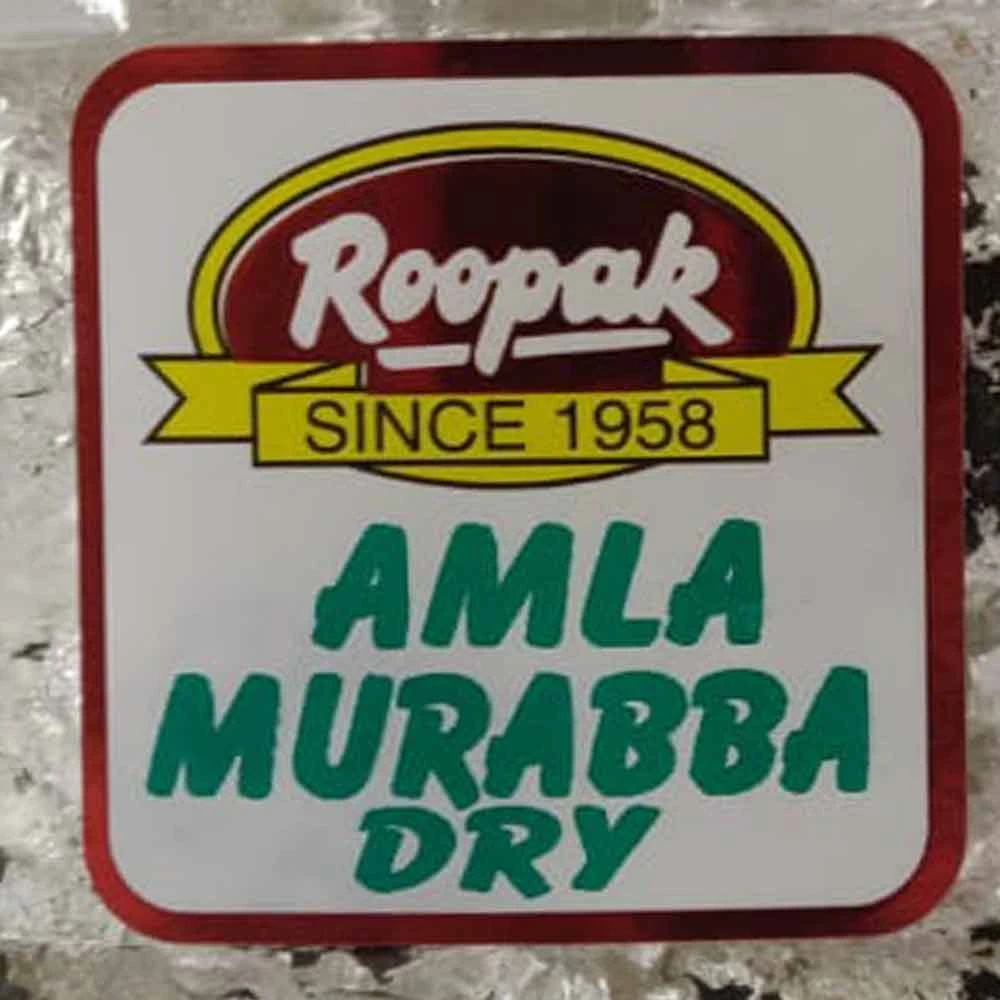 Roopak
SINCE 1958
AMLA
MURABBA
DRY